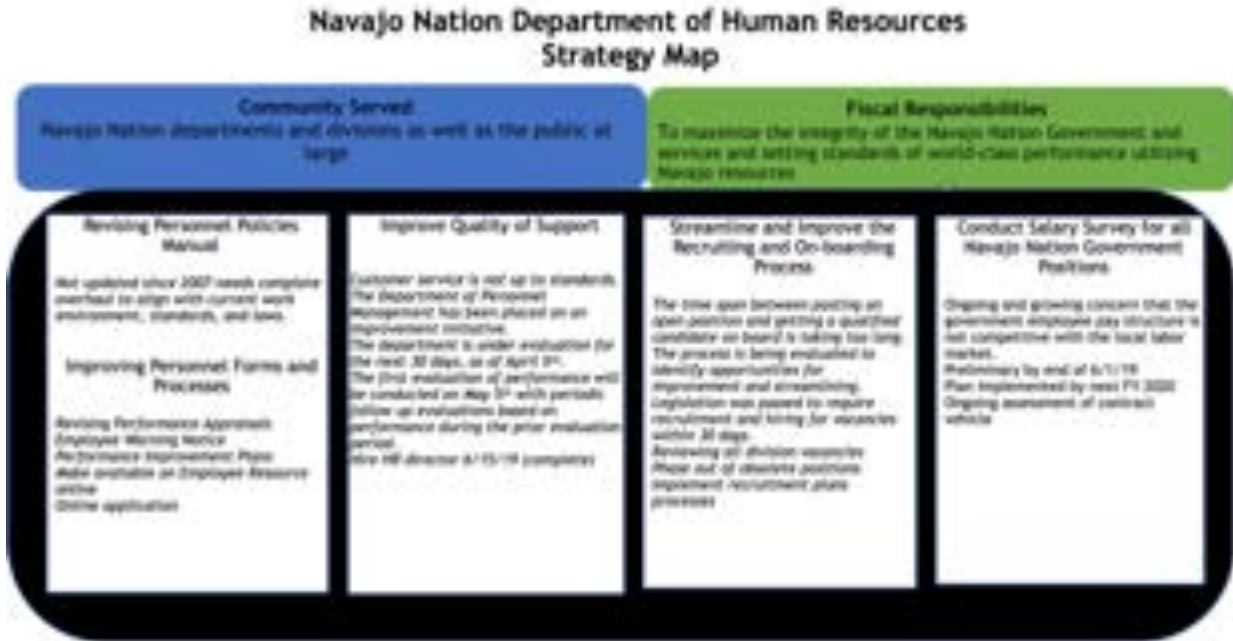 Navajo Nation Department of Human Resources
Strategy Map
Community Served
Navajo Nation departments and divisions as well as the public at
large
Fiscal Responsibilities
To maximize the integrity of the Navajo Nation Government and
services and setting standards of world-class performance utilizing
Navajo resources
Revising Personnel Policies
Manual
Not updated since 2007 needs complete
overhaul to align with current work
environment, standards, and laws.
Improving Personnel Forms and
Processes
Revising Performance Appraisals
Employee Warning Notice
Performance Improvement Plans
Make available on Employee Resource
online
Online application
Improve Quality of Support
Customer service is not up to standards.
The Department of Personnel
Management has been placed on an
improvement initiative.
The department is under evaluation for
the next 30 days, as of April
The first evaluation of performance will
be conducted on May with periodic
follow up evaluations based on
performance during the prior evaluation
period.
Hire HR director 6/15/19 (complete)
Streamline and Improve the
Recruiting and On-boarding
Process
The time span between posting an
open position and getting a qualified
candidate on board is taking too long.
The process is being evaluated to
identify opportunities for
improvement and streamlining.
Legislation was passed to require
recruitment and hiring for vacancies
within 30 days.
Reviewing all division vacancies
Phase out of obsolete positions
Implement recruitment plans
processes
Conduct Salary Survey for all
Navajo Nation Government
Positions
Ongoing and growing concern that the
government employee pay structure is
not competitive with the local labor
market.
Preliminary by end of 6/1/19
Plan implemented by next FY 2020
Ongoing assessment of contract
vehicle